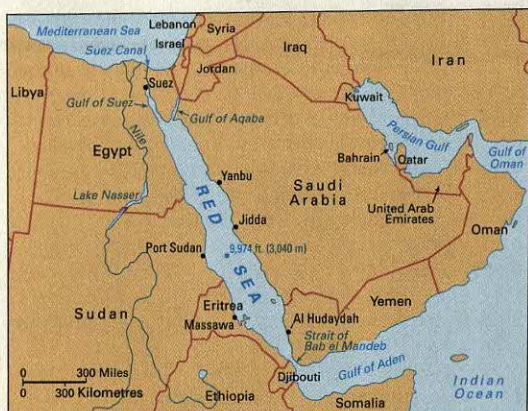 Mediterranean Sea
Lebanon
Syria
Suez Canal
Israel
Iraq
Iran
Suez
Jordan
Libya
Kuwait
Gulf of Suez
Gulf of Aqaba
Persian Gulf
Gulf of
Oman
Nile
Egypt
Bahrain
Qatar
Yanbu
Saudi
Arabia
Lake Nasser
RED
SEA
United Arab
Emirates
Jidda
Oman
9,974 ft. (3,040 m)
Port Sudan
Sudan
Eritrea
Massawa
Al Hudaydah
Yemen
Strait of
Bab el Mandeb
Gulf of Aden
Djibouti
0 300 Miles
0 300 Kilometres
Ethiopia
Somalia
Indian
Ocean